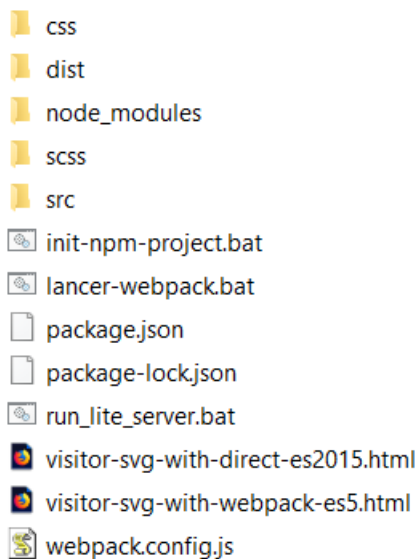 css
dist
node_modules
scss
src
init-npm-project.bat
lancer-webpack.bat
package.json
package-lock.json
run_lite_server.bat
visitor-svg-with-direct-es2015.html
visitor-svg-with-webpack-es5.html
webpack.config.js